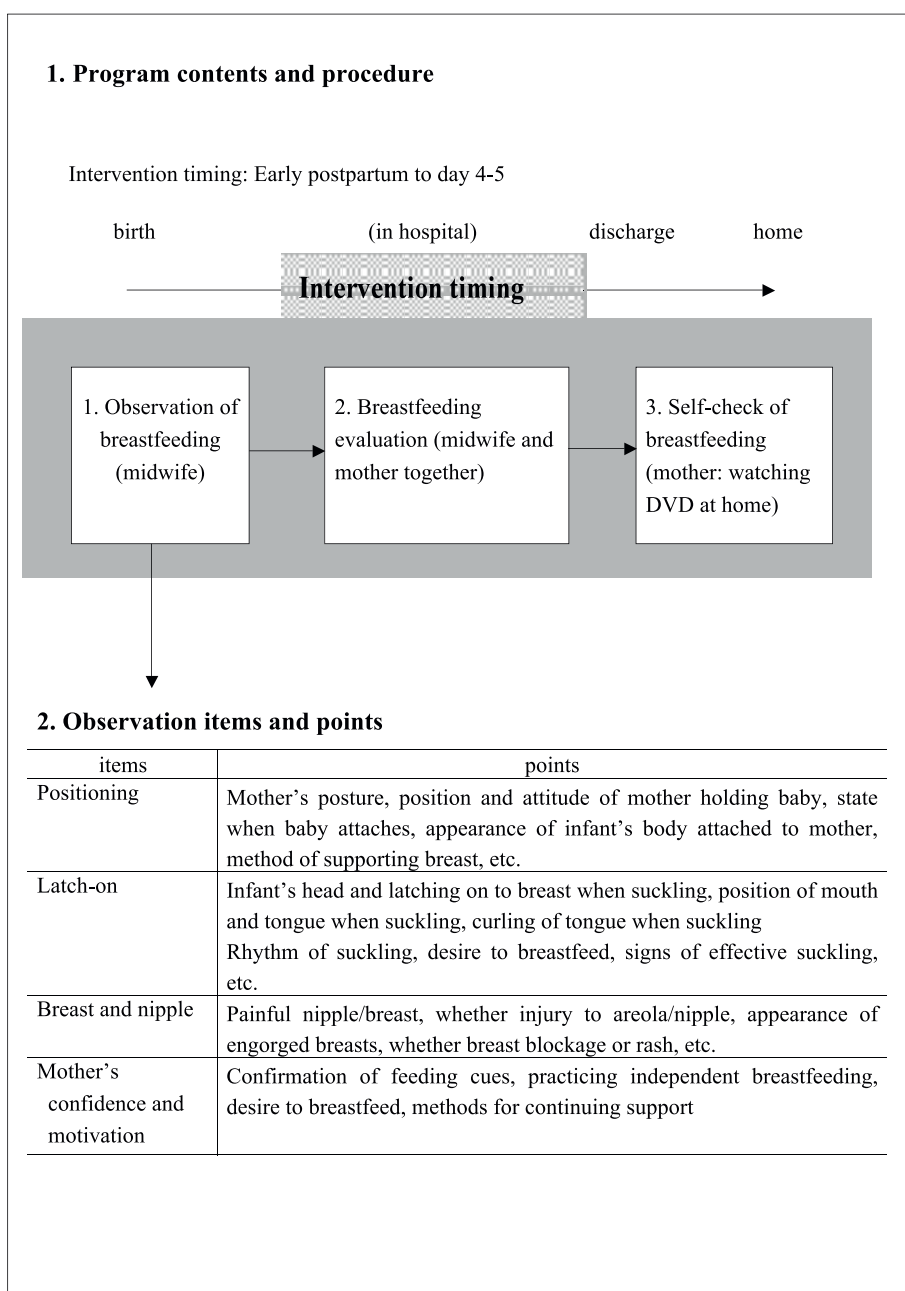 1. Program contents and procedure
Intervention timing: Early postpartum to day 4-5
birth (in hospital) discharge home
Intervention timing
1. Observation of
breastfeeding
(midwife)
2. Breastfeeding
evaluation (midwife and
mother together)
3. Self-check of
breastfeeding
(mother: watching
DVD at home)
2. Observation items and points
items points
Positioning
Mother's posture, position and attitude of mother holding baby, state
when baby attaches, appearance of infant's body attached to mother,
method of supporting breast, etc.
Latch-on
Infant's head and latching on to breast when suckling, position of mouth
and tongue when suckling, curling of tongue when suckling
Rhythm of suckling, desire to breastfeed, signs of effective suckling,
etc.
Breast and nipple
Painful nipple/breast, whether injury to areola/nipple, appearance of
engorged breasts, whether breast blockage or rash, etc.
Mother's
confidence and
motivation
Confirmation of feeding cues, practicing independent breastfeeding,
desire to breastfeed, methods for continuing support